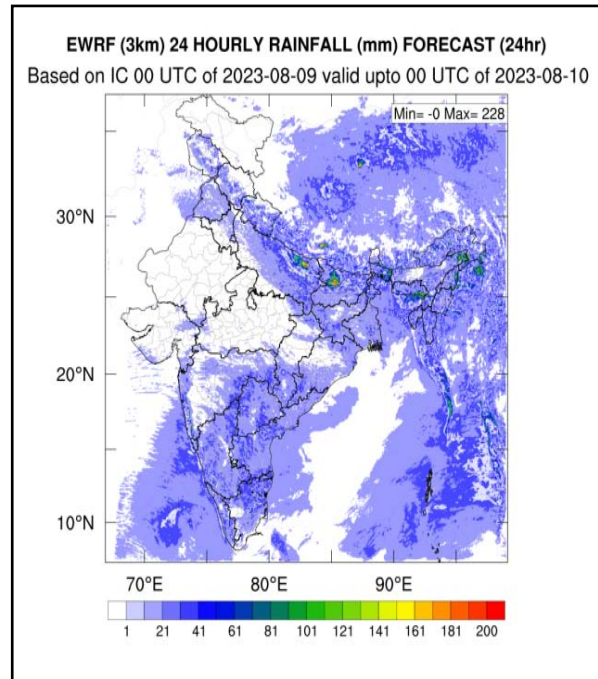 EWRF (3km) 24 HOURLY RAINFALL (mm) FORECAST (24hr)
Based on IC 00 UTC of 2023-08-09 valid upto 00 UTC of 2023-08-10
Min= -0 Max= 228
30°N
20°N
10°N
70°E 80°E 90°E
1 21 41 61 81 101 121 141 161 181 200